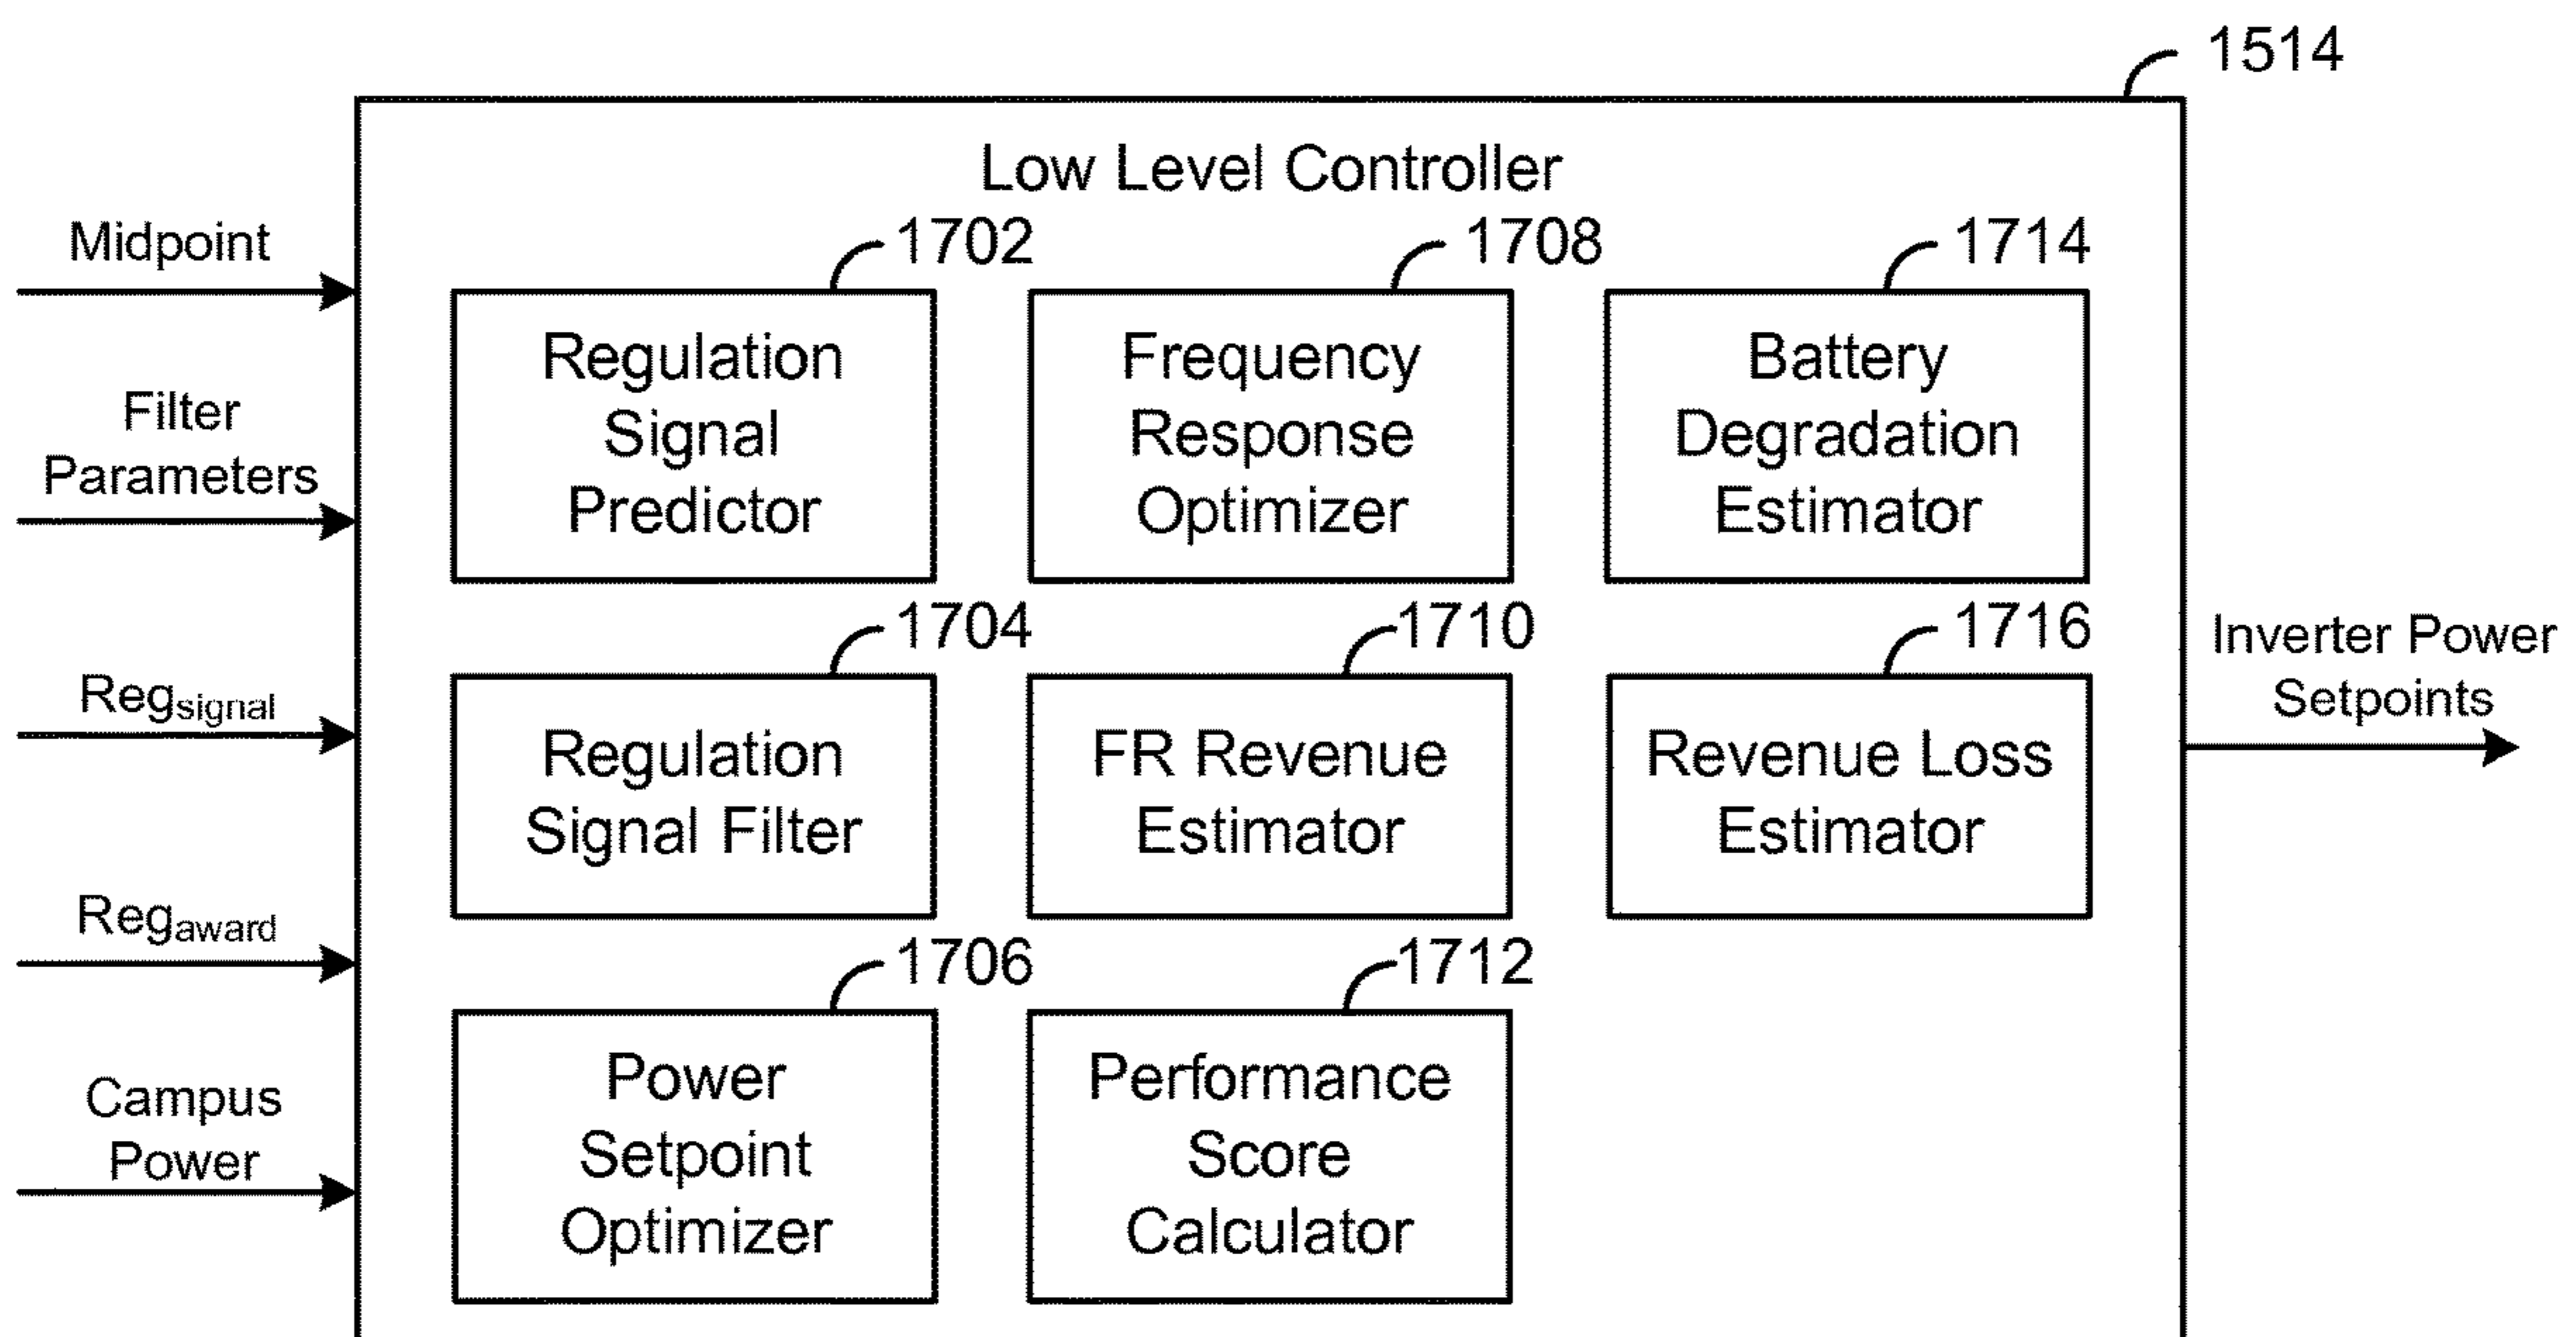 1514
Low Level Controller
Midpoint
Filter
Parameters
Reg_signal
Reg_award
Campus
Power
1702
Regulation
Signal
Predictor
1708
Frequency
Response
Optimizer
1714
Battery
Degradation
Estimator
1704
Regulation
Signal Filter
1710
FR Revenue
Estimator
1716
Revenue Loss
Estimator
1706
Power
Setpoint
Optimizer
1712
Performance
Score
Calculator
Inverter Power
Setpoints